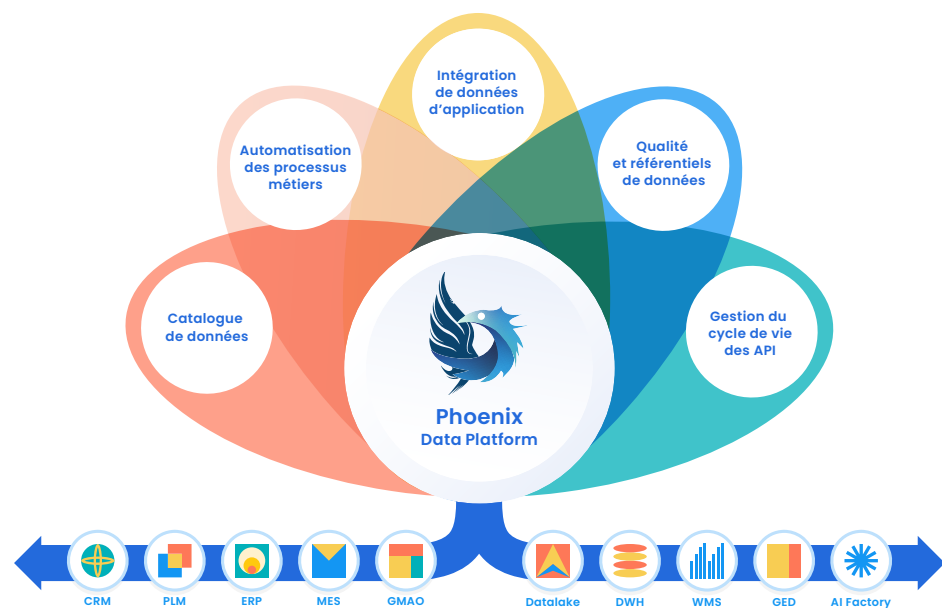 Intégration
de données
d'application
Automatisation
des processus
métiers
Qualité
et référentiels
de données
Catalogue
de données
Gestion du
cycle de vie
des API
Phoenix
Data Platform
CRM
PLM
ERP
MES
GMAO
Datalake
DWH
WMS
GED
AI Factory